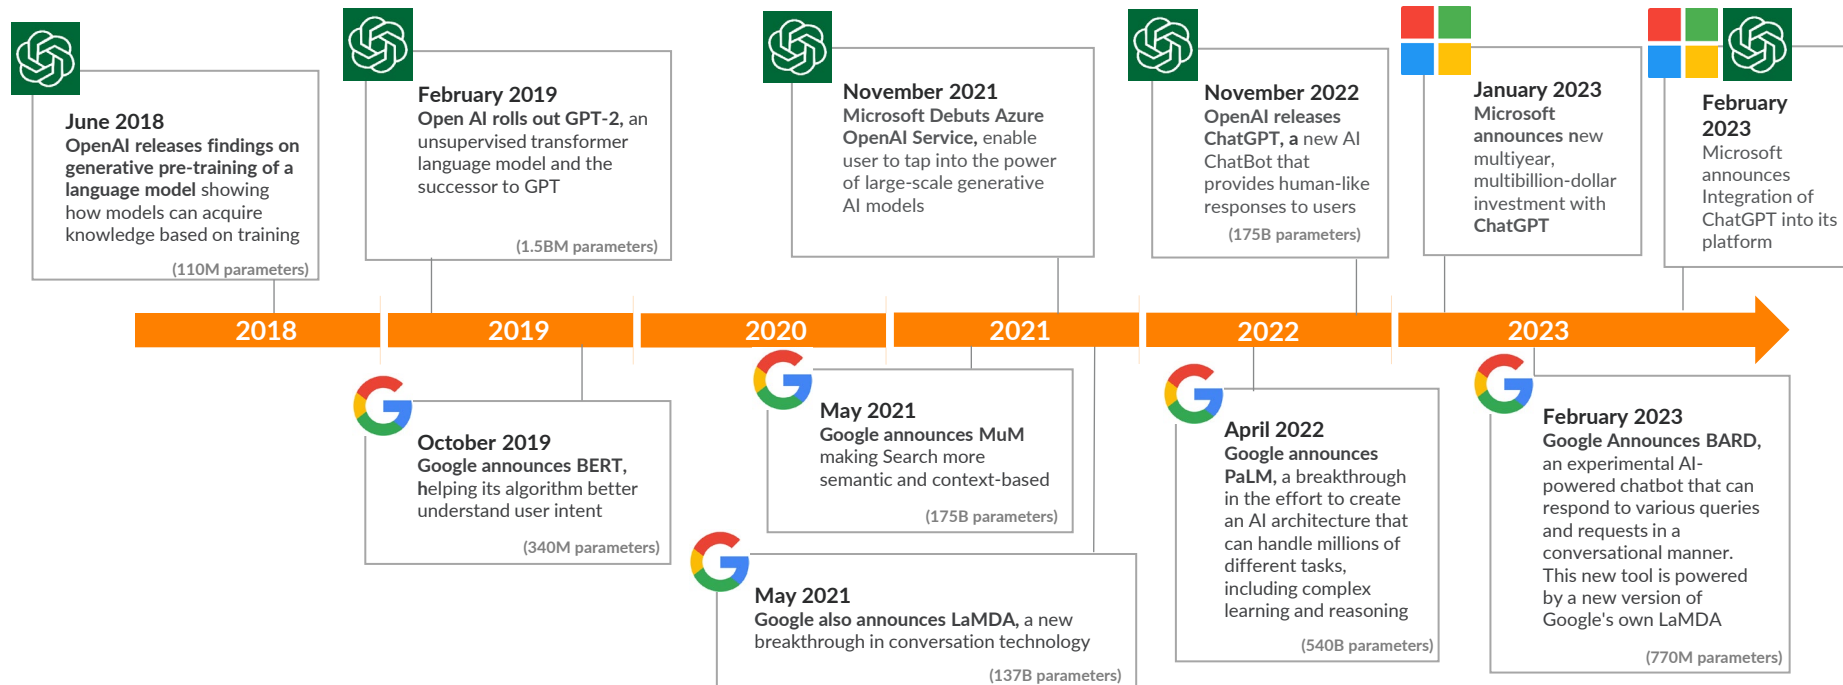 June 2018
OpenAI releases findings on
generative pre-training of a
language model showing
how models can acquire
knowledge based on training
(110M parameters)
February 2019
Open AI rolls out GPT-2, an
unsupervised transformer
language model and the
successor to GPT
(1.5BM parameters)
November 2021
Microsoft Debuts Azure
OpenAI Service, enable
user to tap into the power
of large-scale generative
AI models
November 2022
OpenAI releases
ChatGPT, a new AI
ChatBot that
provides human-like
responses to users
(175B parameters)
January 2023
Microsoft
announces new
multiyear,
multibillion-dollar
investment with
ChatGPT
February
2023
Microsoft
announces
Integration of
ChatGPT into its
platform
2018
2019
2020
2021
2022
2023
October 2019
Google announces BERT,
helping its algorithm better
understand user intent
(340M parameters)
May 2021
Google announces MuM
making Search more
semantic and context-based
(175B parameters)
May 2021
Google also announces LaMDA, a new
breakthrough in conversation technology
(137B parameters)
April 2022
Google announces
PaLM, a breakthrough
in the effort to create
an AI architecture that
can handle millions of
different tasks,
including complex
learning and reasoning
(540B parameters)
February 2023
Google Announces BARD,
an experimental AI-
powered chatbot that can
respond to various queries
and requests in a
conversational manner.
This new tool is powered
by a new version of
Google's own LaMDA
(770M parameters)